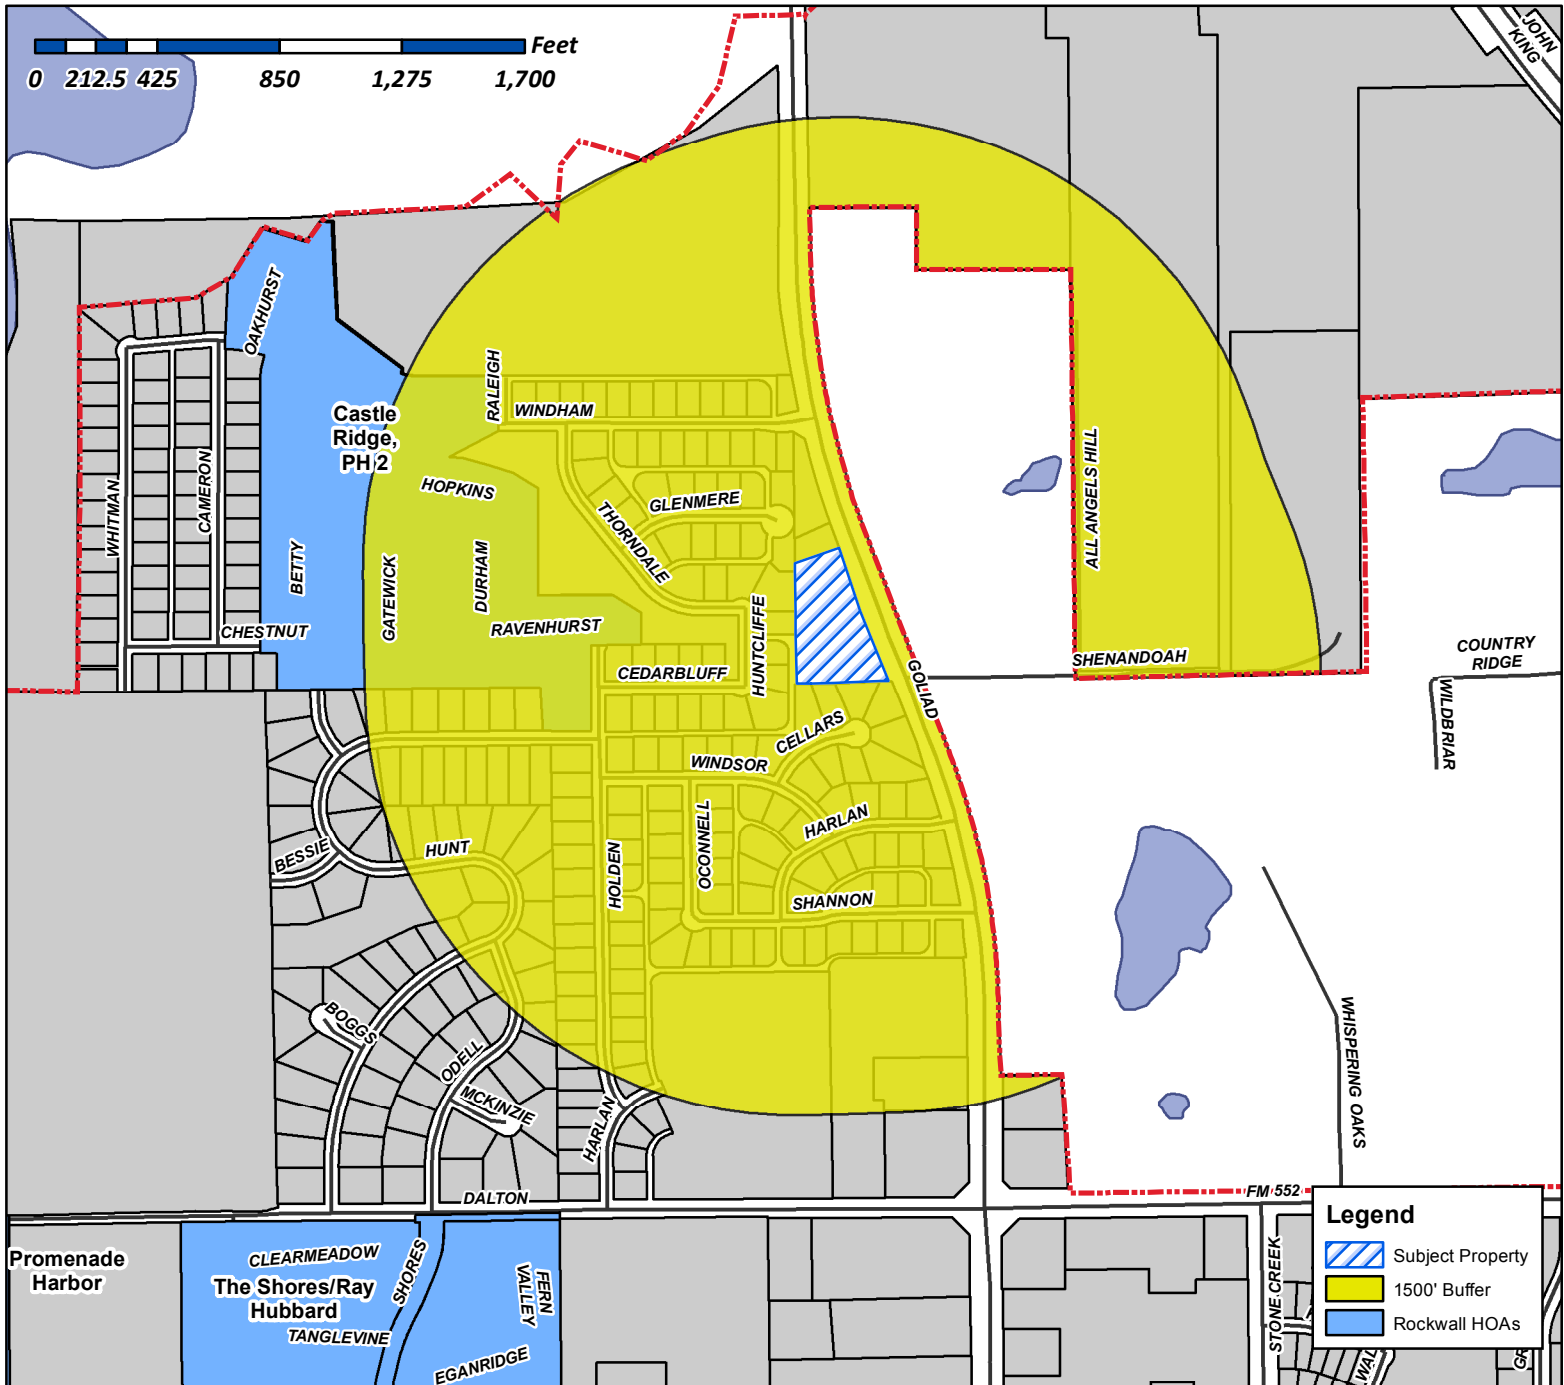 JOHN
KING
Feet
0 212.5 425 850 1,275 1,700
OAKHURST
RALEIGH
WINDHAM
Castle
Ridge,
PH 2
ALL ANGELS HILL
CAMERON
WHITMAN
HOPKINS
GLENMERE
THORNDALE
BETTY
GATEWICK
DURHAM
HUNTCLIFFE
CHESTNUT
RAVENHURST
CEDARBLUFF
GOLIAD
SHENANDOAH
COUNTRY
RIDGE
WILDBRIAR
CELLARS
WINDSOR
OCONNELL
HARLAN
BESSIE
HUNT
HOLDEN
SHANNON
BOGGS
ODELL
MCKINZIE
HARLAN
WHISPERING OAKS
DALTON
FM 552
Promenade
Harbor
CLEARMEADOW
SHORES
The Shores/Ray
Hubbard
FERN
VALLEY
TANGLEVINE
EGANRIDGE
STONE CREEK
Legend
Subject Property
1500' Buffer
Rockwall HOAs
WAL
GR